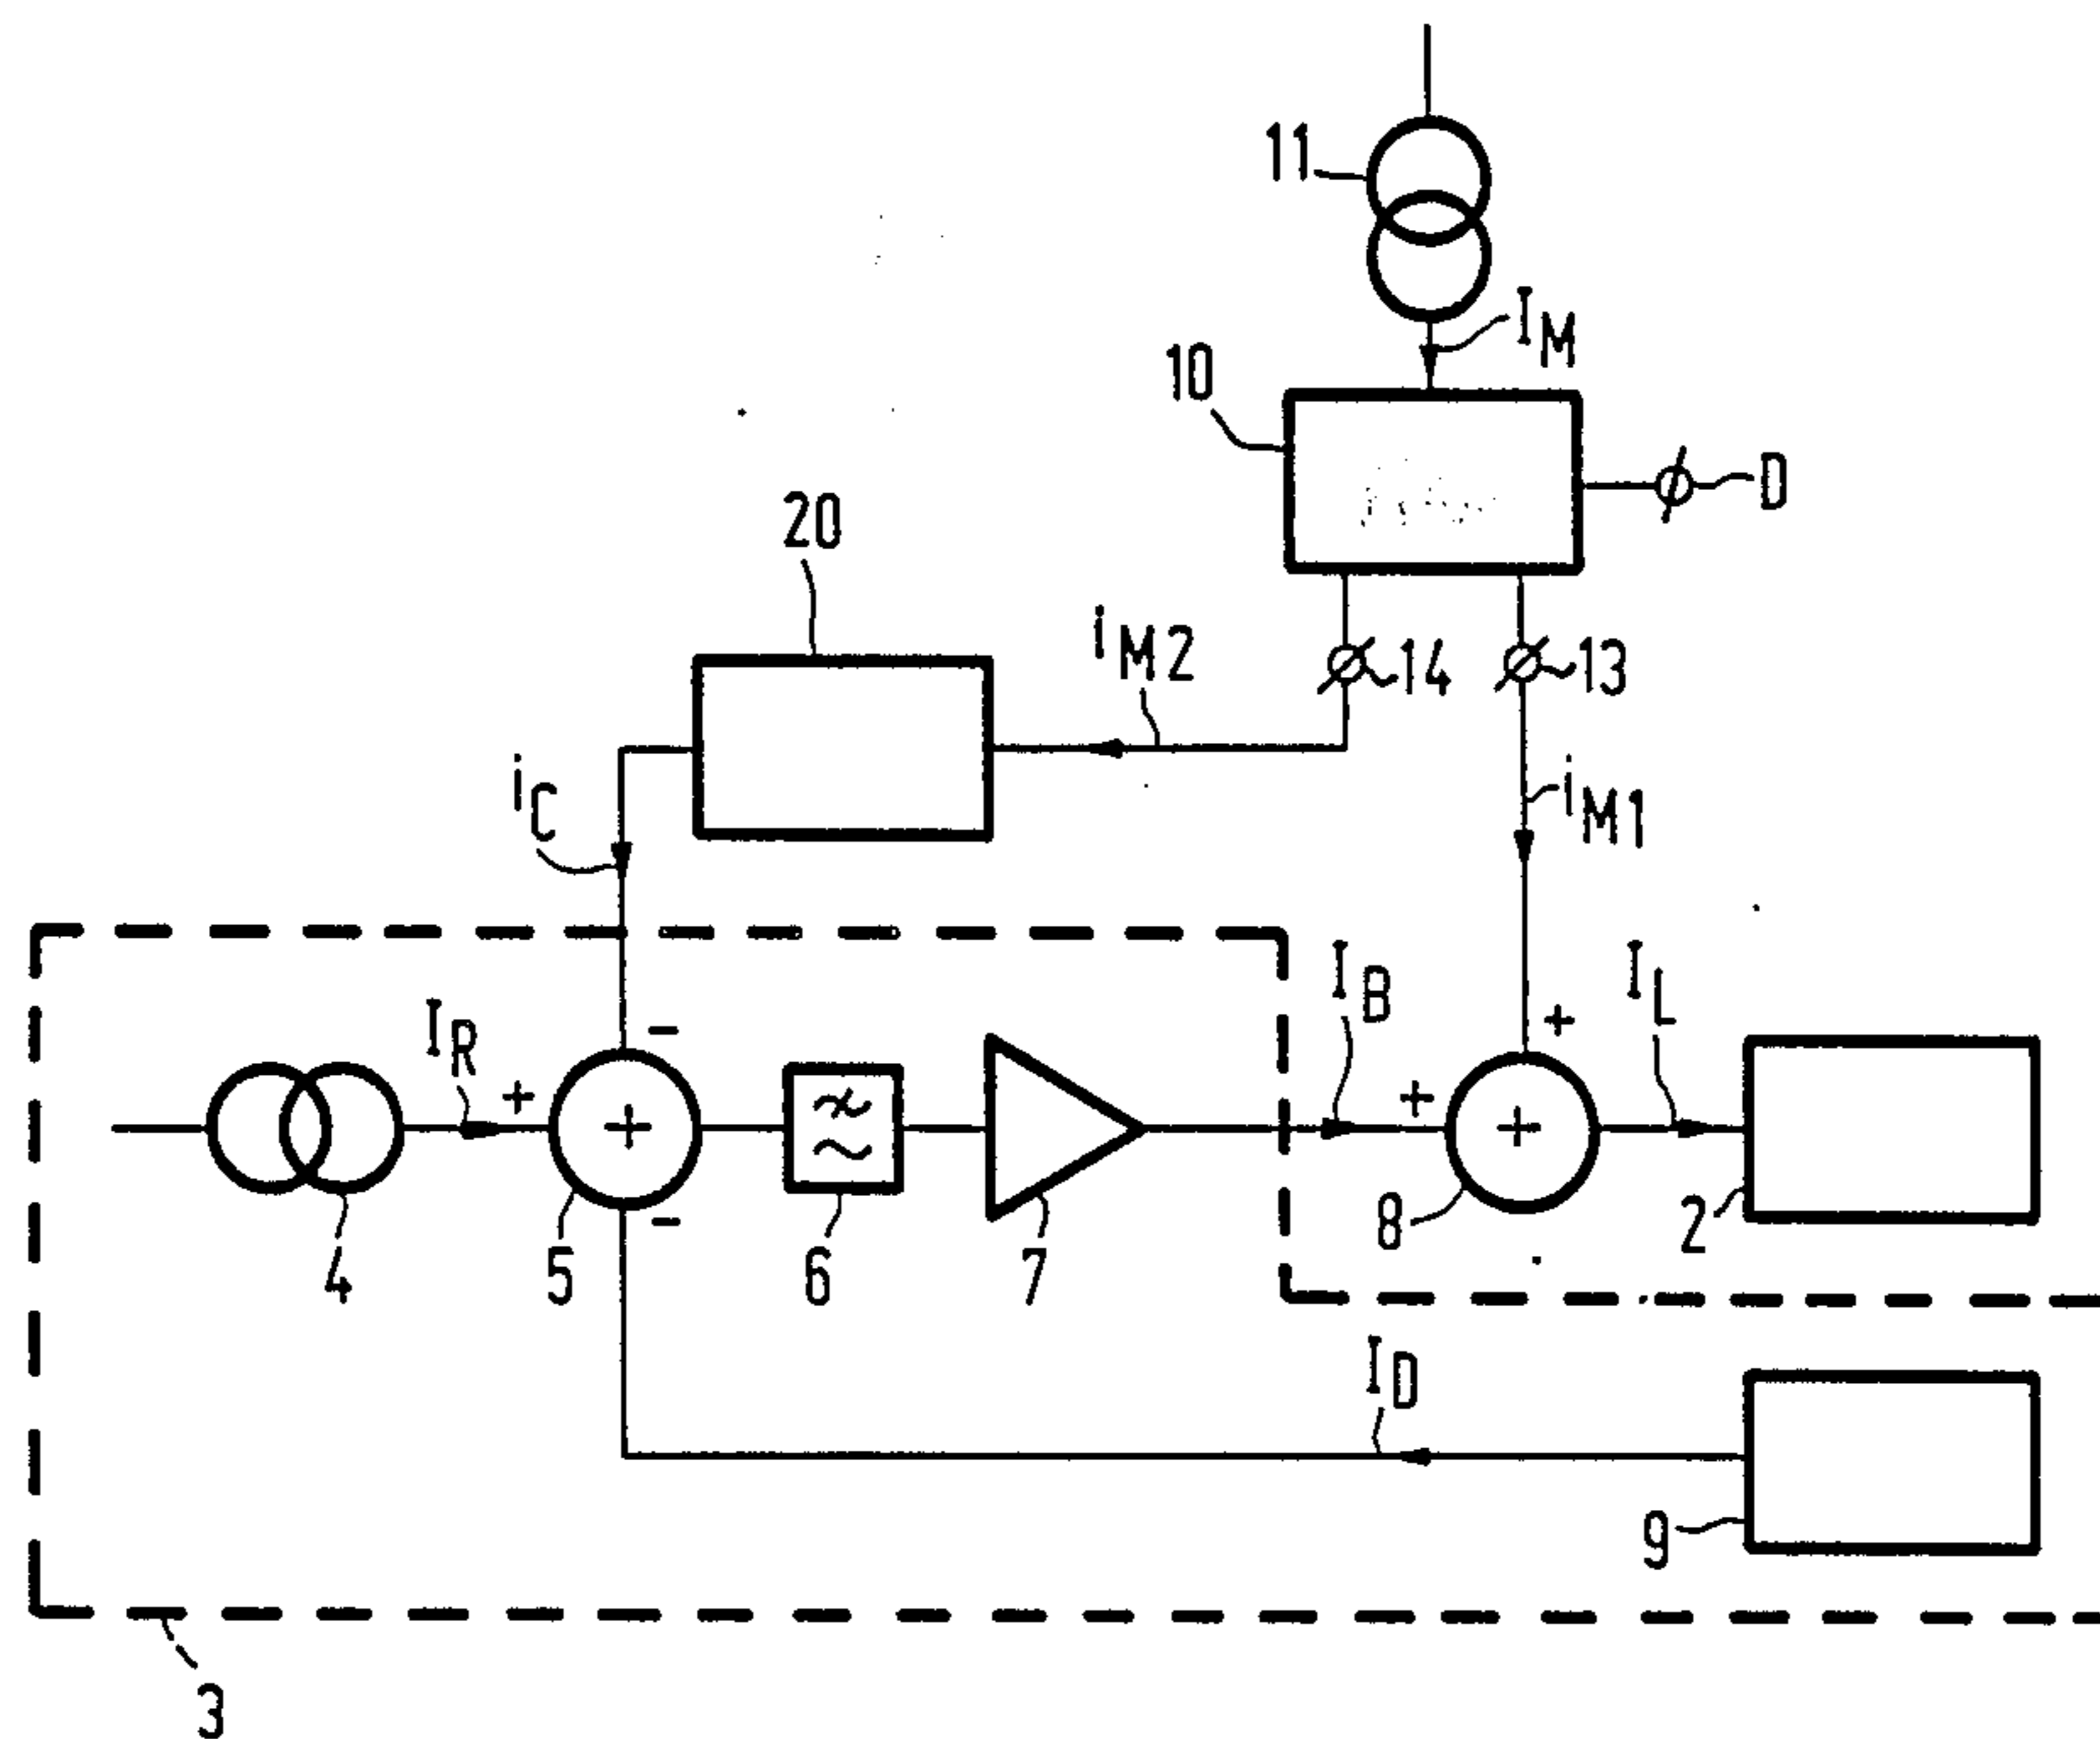 11
I_M
10
D
20
i_M2
14
13
i_C
i_M1
I_R
I_B
I_L
+
-
+
+
+
+
-
4
5
6
7
8
2
I_D
9
3